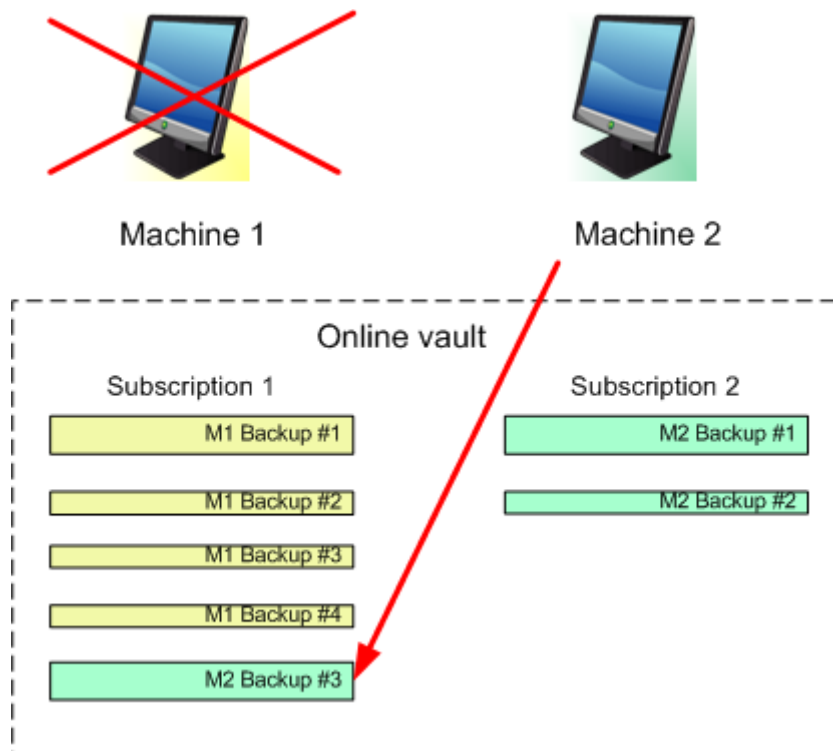 Machine 1
Machine 2
Online vault
Subscription 1
Subscription 2
M1 Backup #1
M2 Backup #1
M1 Backup #2
M2 Backup #2
M1 Backup #3
M1 Backup #4
M2 Backup #3